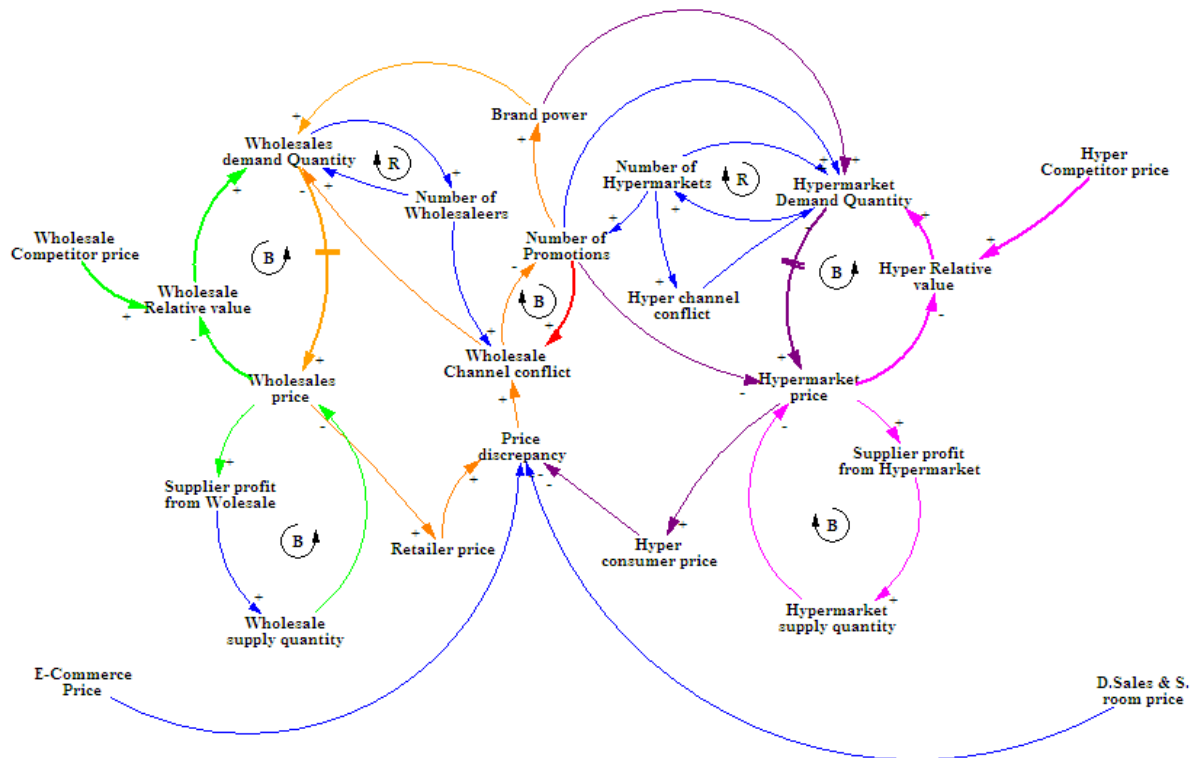 Brand power
Wholesales
demand Quantity
R
Number of
Wholesaleers
Number of
Hypermarkets
R
Hypermarket
Demand Quantity
Hyper
Competitor price
Wholesale
Competitor price
B
Number of
Promotions
B
Hyper Relative
value
Wholesale
Relative value
B
Hyper channel
conflict
Wholesale
Channel conflict
Wholesales
price
Hypermarket
price
Price
discrepancy
Supplier profit
from Hypermarket
Supplier profit
from Wolesale
B
Retailer price
Hyper
consumer price
B
Wholesale
supply quantity
Hypermarket
supply quantity
E-Commerce
Price
D.Sales & S.
room price